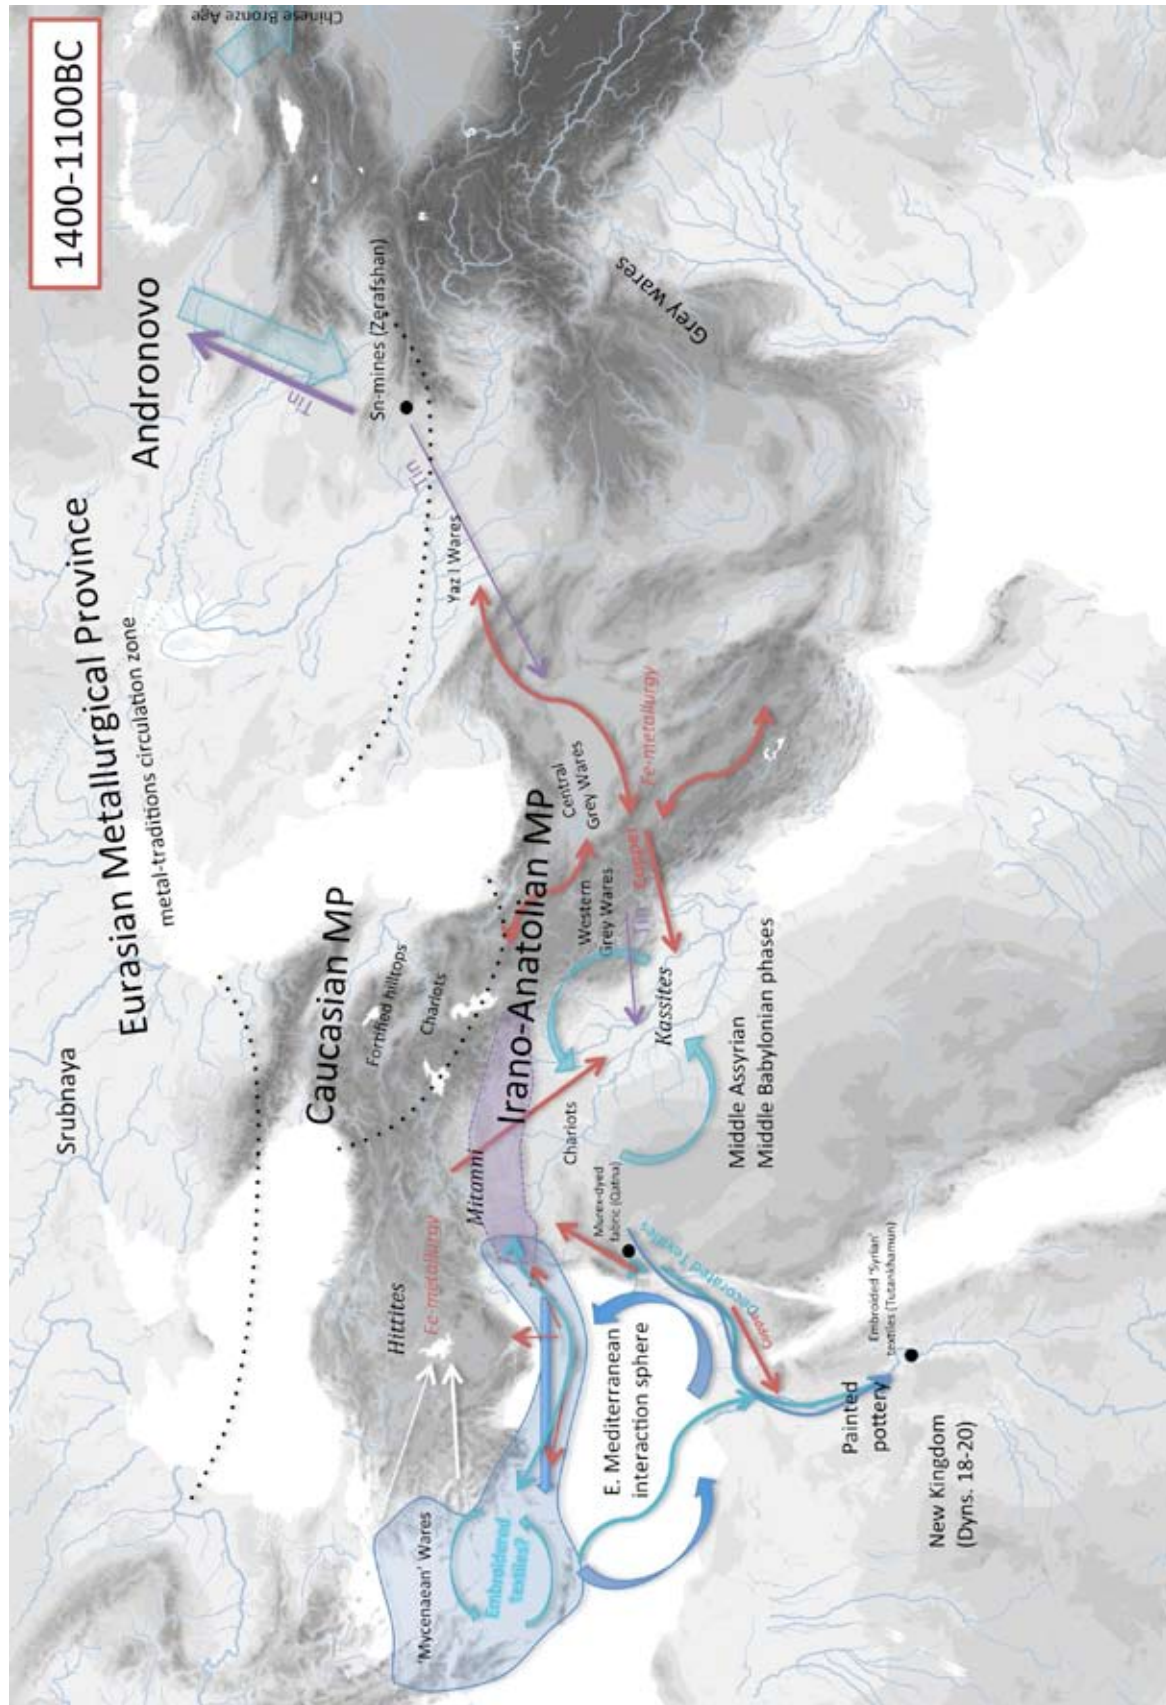 1400-1100BC
Chinese Bronze Age
Andronovo
Tin
Sn-mines (Zerafshan)
Tin
Grey wares
Eurasian Metallurgical Province
metal-traditions circulation zone
Yaz I Wares
Srubnaya
Caucasian MP
Fortified hilltops
Chariots
Irano-Anatolian MP
Central
Grey Wares
Fe-metallurgy
Western
Grey Wares
Tin
Copper
Kassites
Mitanni
Chariots
Middle Assyrian
Middle Babylonian phases
Hittites
Fe-metallurgy
Murex-dyed
fabric (Qatna)
Decorated Textiles
Copper
E. Mediterranean
interaction sphere
Embroided 'Syrian'
textiles (Tutankhamun)
'Mycenaean' Wares
Embroidered
textiles?
Painted
pottery
New Kingdom
(Dyns. 18-20)